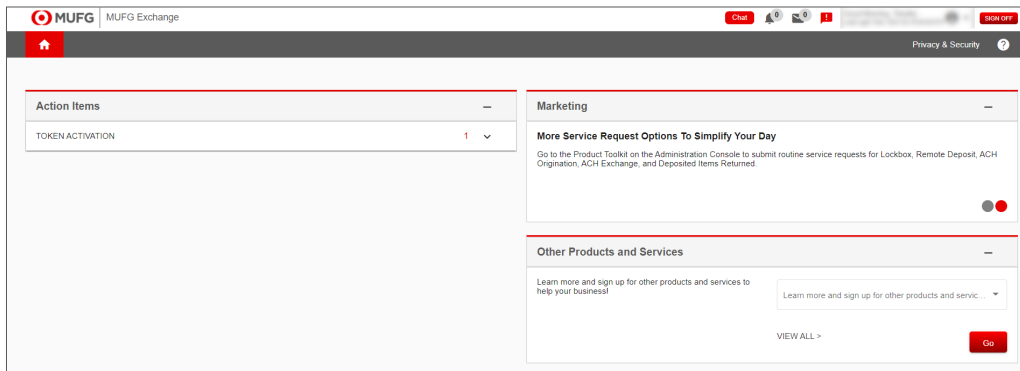 MUFG MUFG Exchange Chat 0 0 SIGN OFF
Privacy & Security ?
Action Items
TOKEN ACTIVATION 1
Marketing
More Service Request Options To Simplify Your Day
Go to the Product Toolkit on the Administration Console to submit routine service requests for Lockbox, Remote Deposit, ACH
Origination, ACH Exchange, and Deposited Items Returned.
Other Products and Services
Learn more and sign up for other products and services to
help your business!
Learn more and sign up for other products and servic...
VIEW ALL >
Go